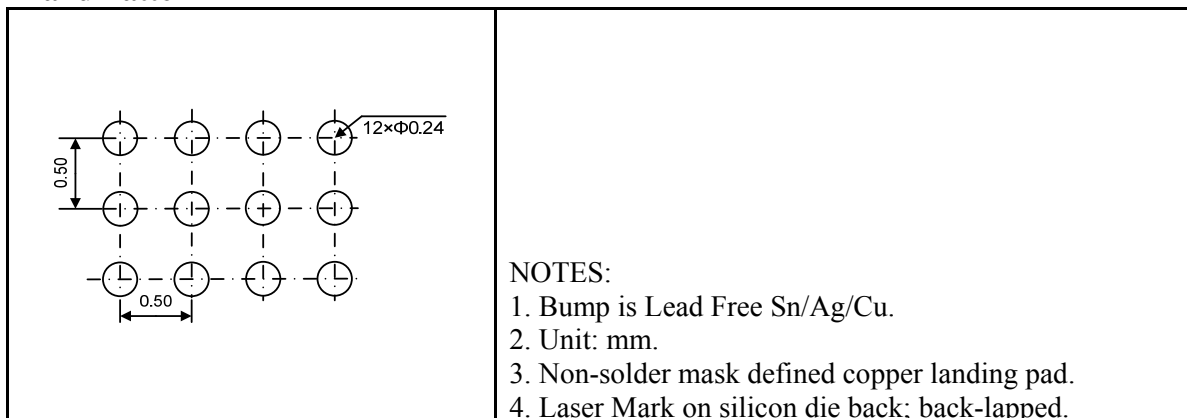 12×Φ0.24
0.50
0.50
NOTES:
1. Bump is Lead Free Sn/Ag/Cu.
2. Unit: mm.
3. Non-solder mask defined copper landing pad.
4. Laser Mark on silicon die back; back-lapped.